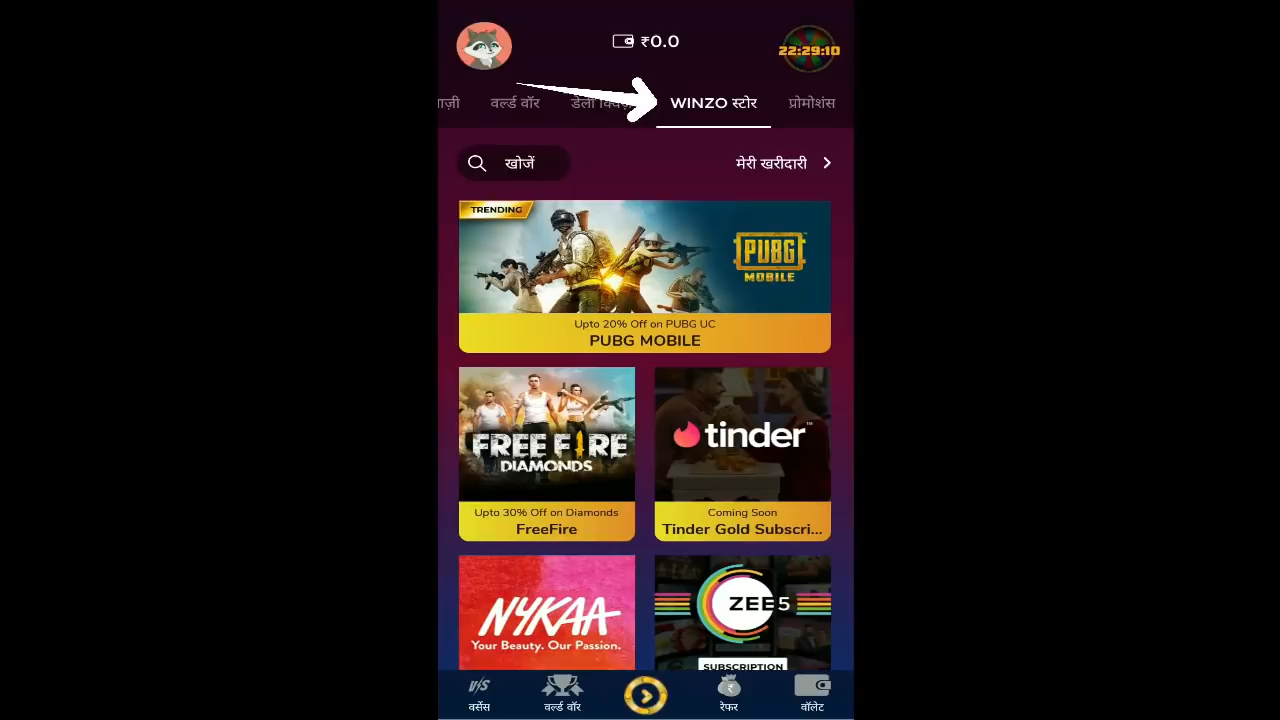 ₹0.0
22:29:10
वर्ल्ड वॉर
डेली
WINZO स्टोर
प्रोमोशंस
खोजें
मेरी खरीदारी
TRENDING
PUBG
MOBILE
Upto 20% Off on PUBG UC
PUBG MOBILE
FREE FIRE
DIAMONDS
tinder
Upto 30% Off on Diamonds
FreeFire
Coming Soon
Tinder Gold Subscri...
NYKAA
Your Beauty. Our Passion.
ZEE5
SUBSCRIPTION
V/S
वर्सेस
वर्ल्ड वॉर
₹
रेफर
वॉलेट